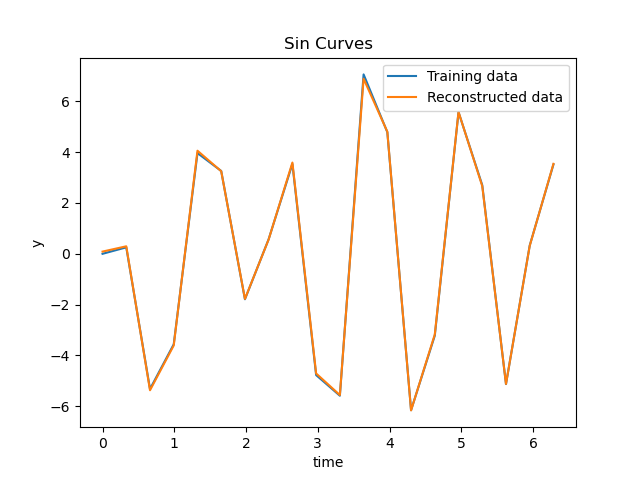 Sin Curves
Training data
Reconstructed data
6
4
2
0
−2
−4
−6
y
0 1 2 3 4 5 6
time